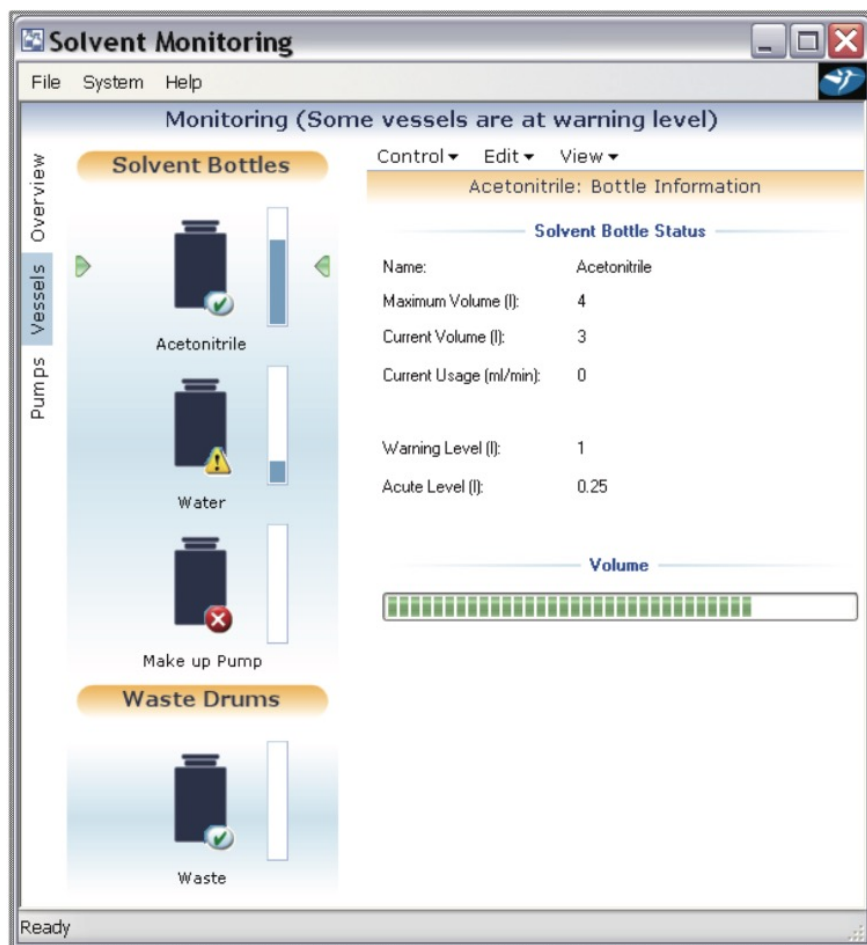 Solvent Monitoring
File System Help
Monitoring (Some vessels are at warning level)
Overview
Vessels
Pumps
Solvent Bottles
Acetonitrile
Water
Make up Pump
Waste Drums
Waste
Control Edit View
Acetonitrile: Bottle Information
Solvent Bottle Status
Name: Acetonitrile
Maximum Volume (l): 4
Current Volume (l): 3
Current Usage (ml/min): 0
Warning Level (l): 1
Acute Level (l): 0.25
Volume
Ready